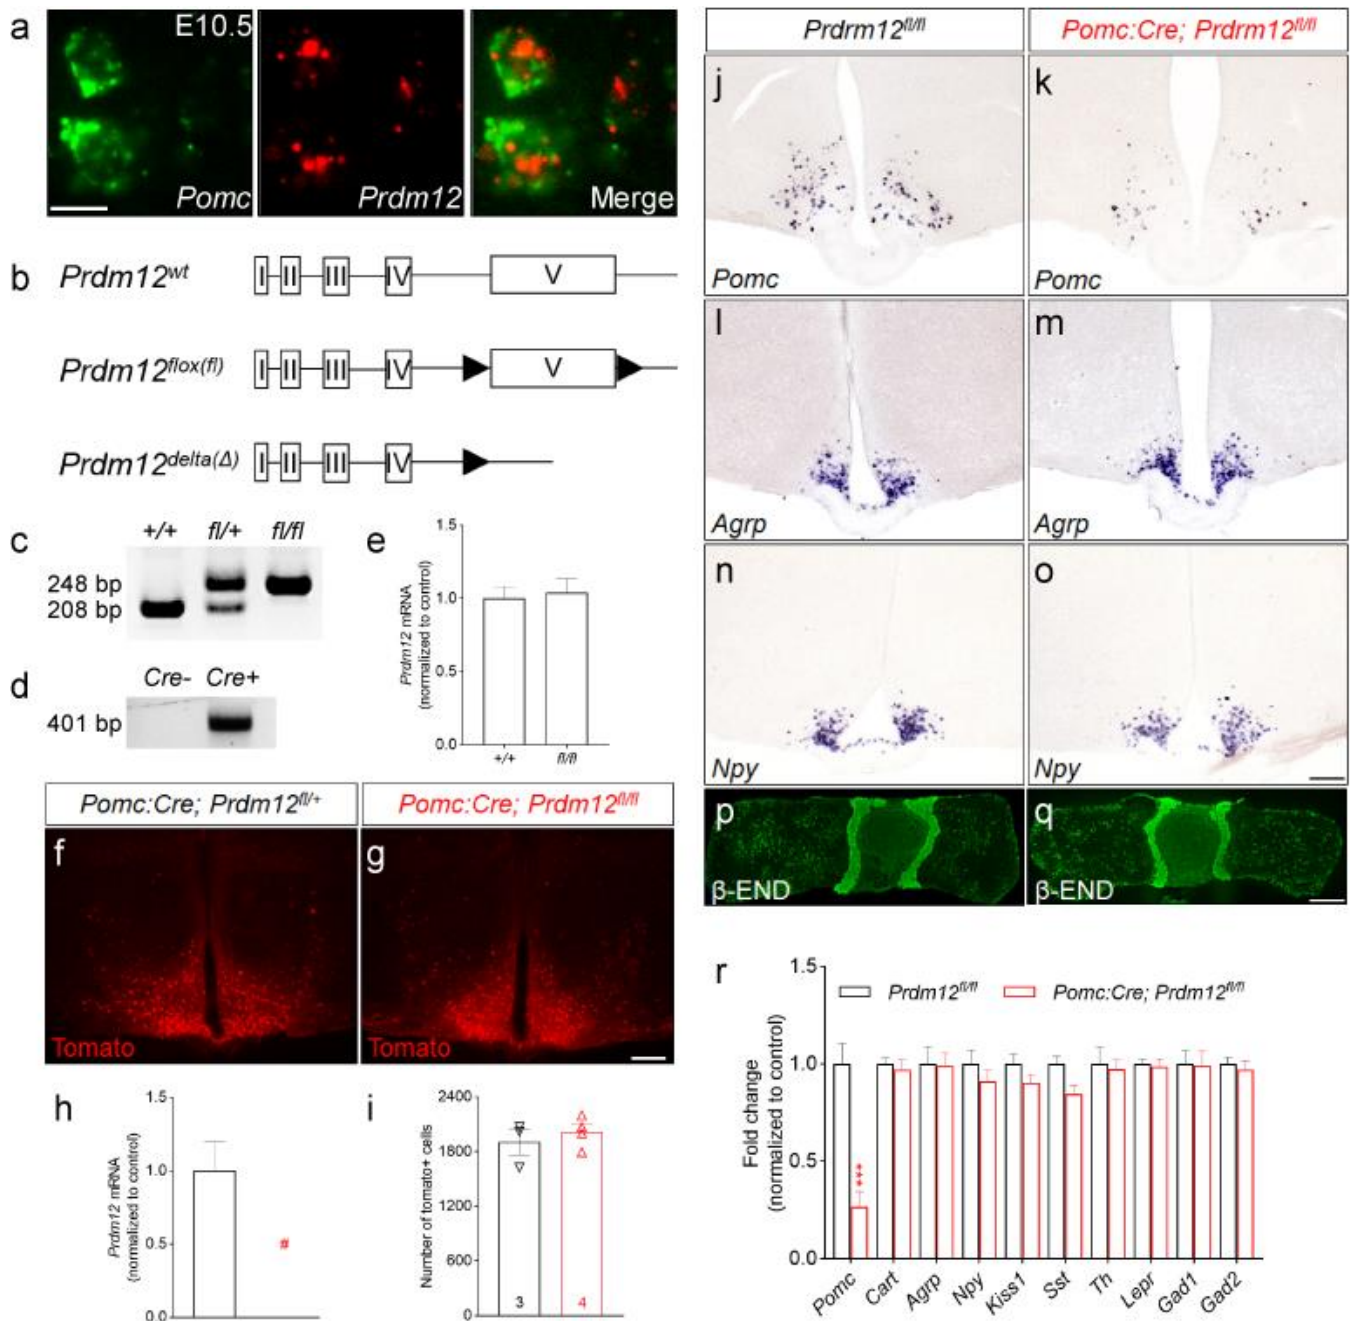 a
E10.5
Pomc
Prdm12
Merge
b
Prdm12wt
I II III IV V
Prdm12flox(fl)
I II III IV V
Prdm12delta(Δ)
I II III IV
c
+/+ fl/+ fl/fl
248 bp
208 bp
d
Cre- Cre+
401 bp
e
Prdm12 mRNA
(normalized to control)
1.5
1.0
0.5
0.0
+/+ fl/fl
Pomc:Cre; Prdm12fl/+
Pomc:Cre; Prdm12fl/fl
f
Tomato
g
Tomato
h
Prdm12 mRNA
(normalized to control)
1.5
1.0
0.5
0.0
#
i
Number of tomato+ cells
2400
1800
1200
600
0
3
4
Prdrm12fl/fl
Pomc:Cre; Prdrm12fl/fl
j
Pomc
k
Pomc
l
Agrp
m
Agrp
n
Npy
o
Npy
p
β-END
q
β-END
r
Fold change
(normalized to control)
1.5
1.0
0.5
0.0
Prdm12fl/fl
Pomc:Cre; Prdm12fl/fl
***
Pomc Cart Agrp Npy Kiss1 Sst Th Lepr Gad1 Gad2